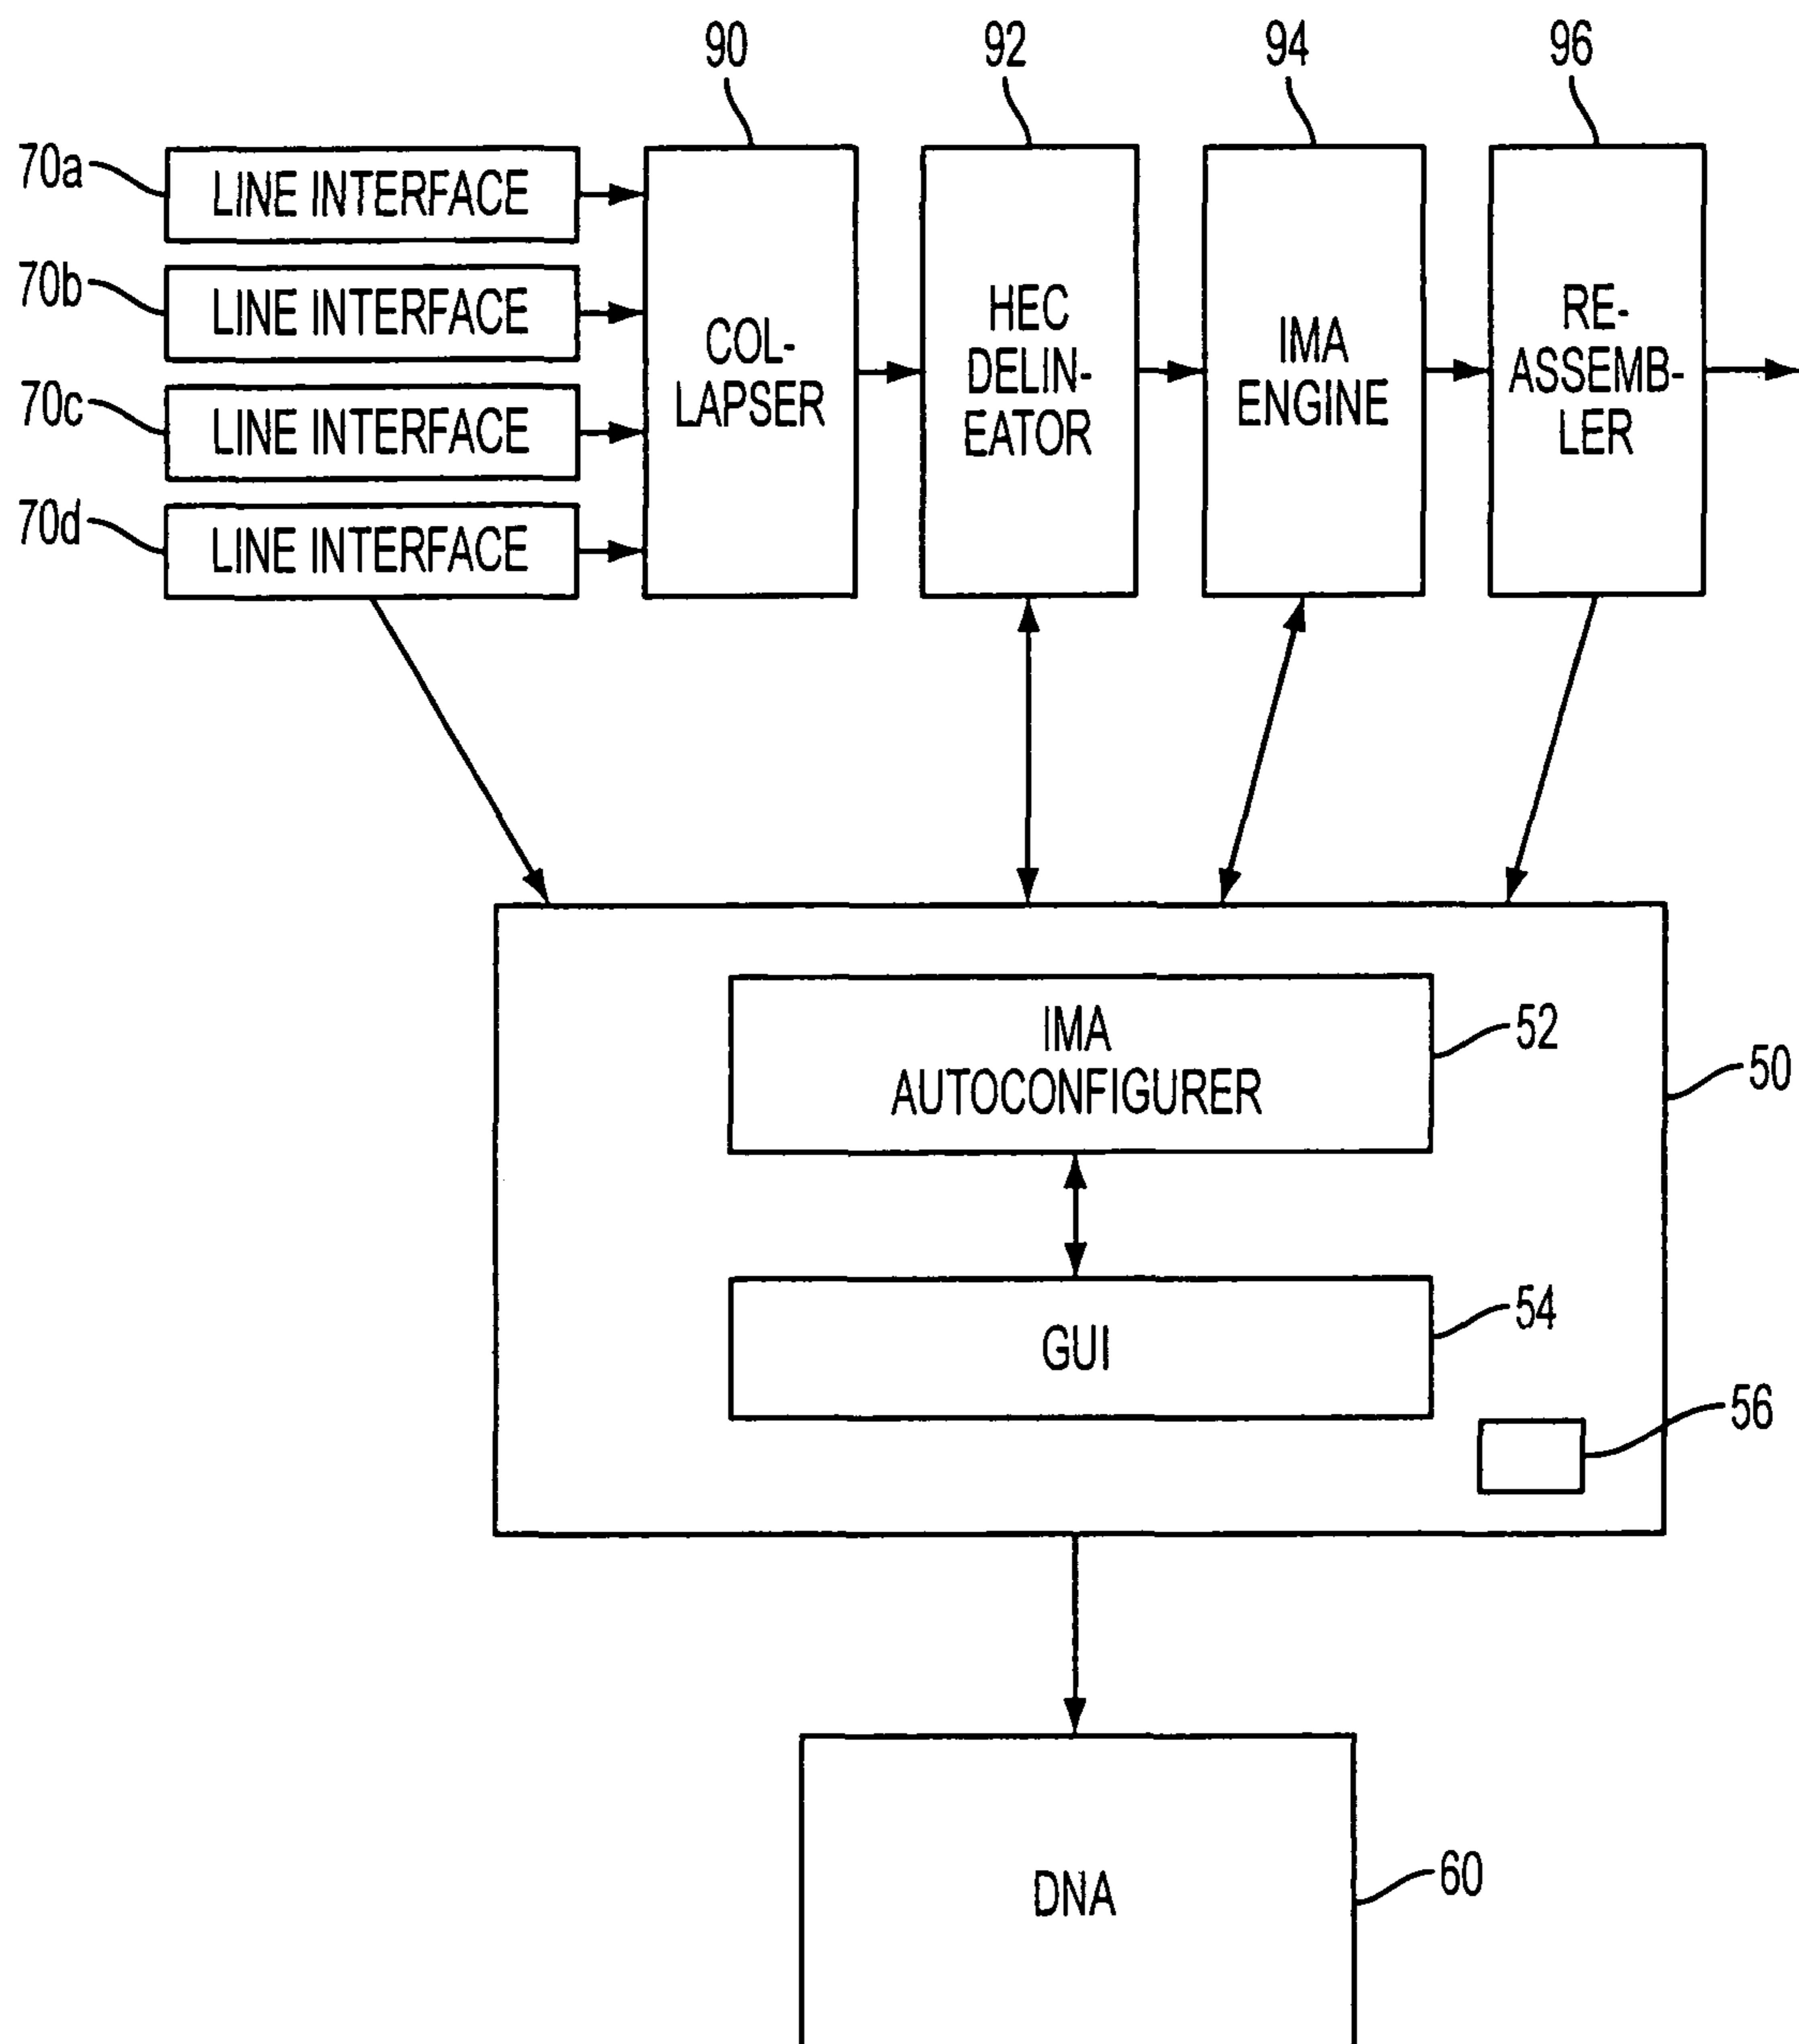 90
92
94
96
70a
LINE INTERFACE
70b
LINE INTERFACE
70c
LINE INTERFACE
70d
LINE INTERFACE
COL-
LAPSER
HEC
DELIN-
EATOR
IMA
ENGINE
RE-
ASSEMB-
LER
IMA
AUTOCONFIGURER
52
50
GUI
54
56
DNA
60